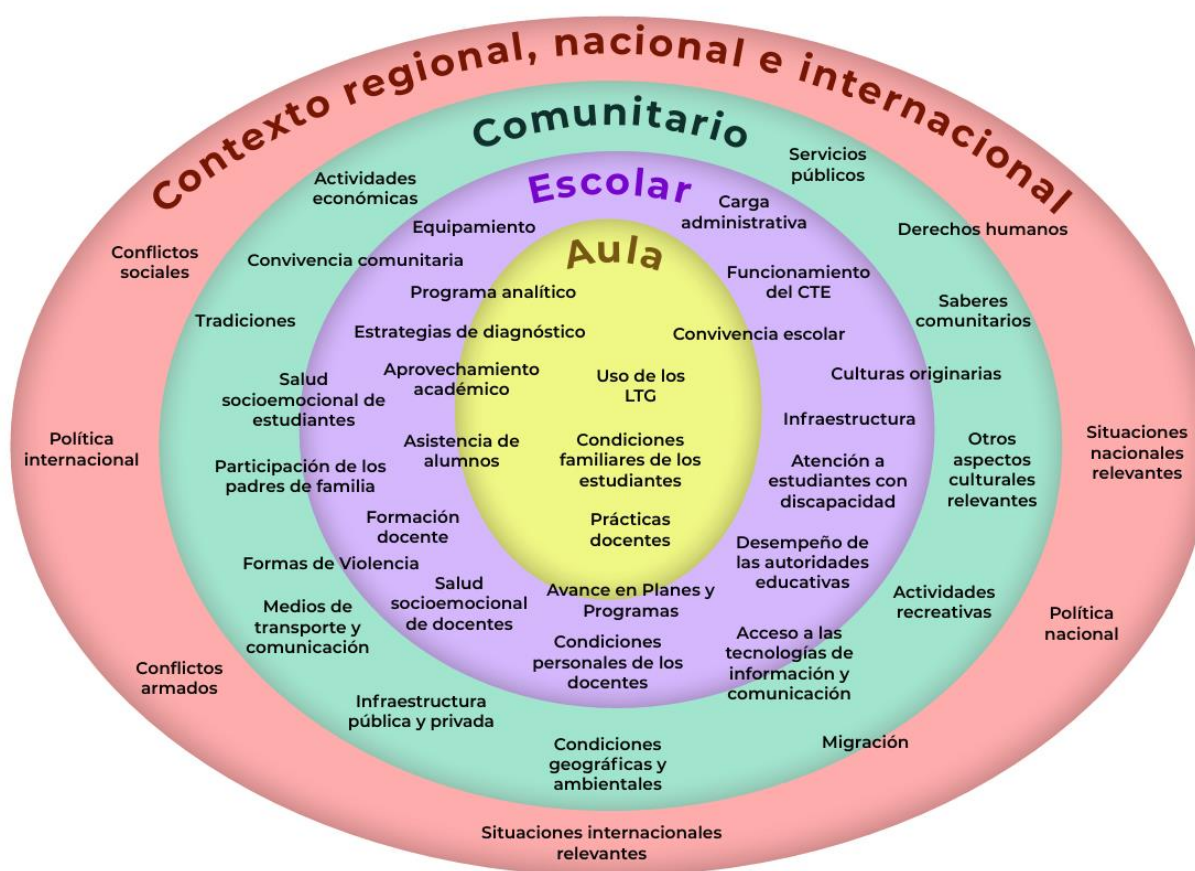 Contexto regional, nacional e internacional
Comunitario
Escolar
Aula
Servicios
públicos
Actividades
económicas
Carga
administrativa
Equipamiento
Derechos humanos
Conflictos
sociales
Convivencia comunitaria
Funcionamiento
del CTE
Programa analítico
Saberes
comunitarios
Tradiciones
Estrategias de diagnóstico
Convivencia escolar
Salud
socioemocional de
estudiantes
Aprovechamiento
académico
Uso de los
LTG
Culturas originarias
Infraestructura
Política
internacional
Asistencia de
alumnos
Condiciones
familiares de los
estudiantes
Otros
aspectos
culturales
relevantes
Situaciones
nacionales
relevantes
Participación de los
padres de familia
Atención a
estudiantes con
discapacidad
Formación
docente
Prácticas
docentes
Desempeño de
las autoridades
educativas
Formas de Violencia
Salud
socioemocional
de docentes
Avance en Planes y
Programas
Actividades
recreativas
Medios de
transporte y
comunicación
Política
nacional
Condiciones
personales de los
docentes
Acceso a las
tecnologías de
información y
comunicación
Conflictos
armados
Infraestructura
pública y privada
Condiciones
geográficas y
ambientales
Migración
Situaciones internacionales
relevantes